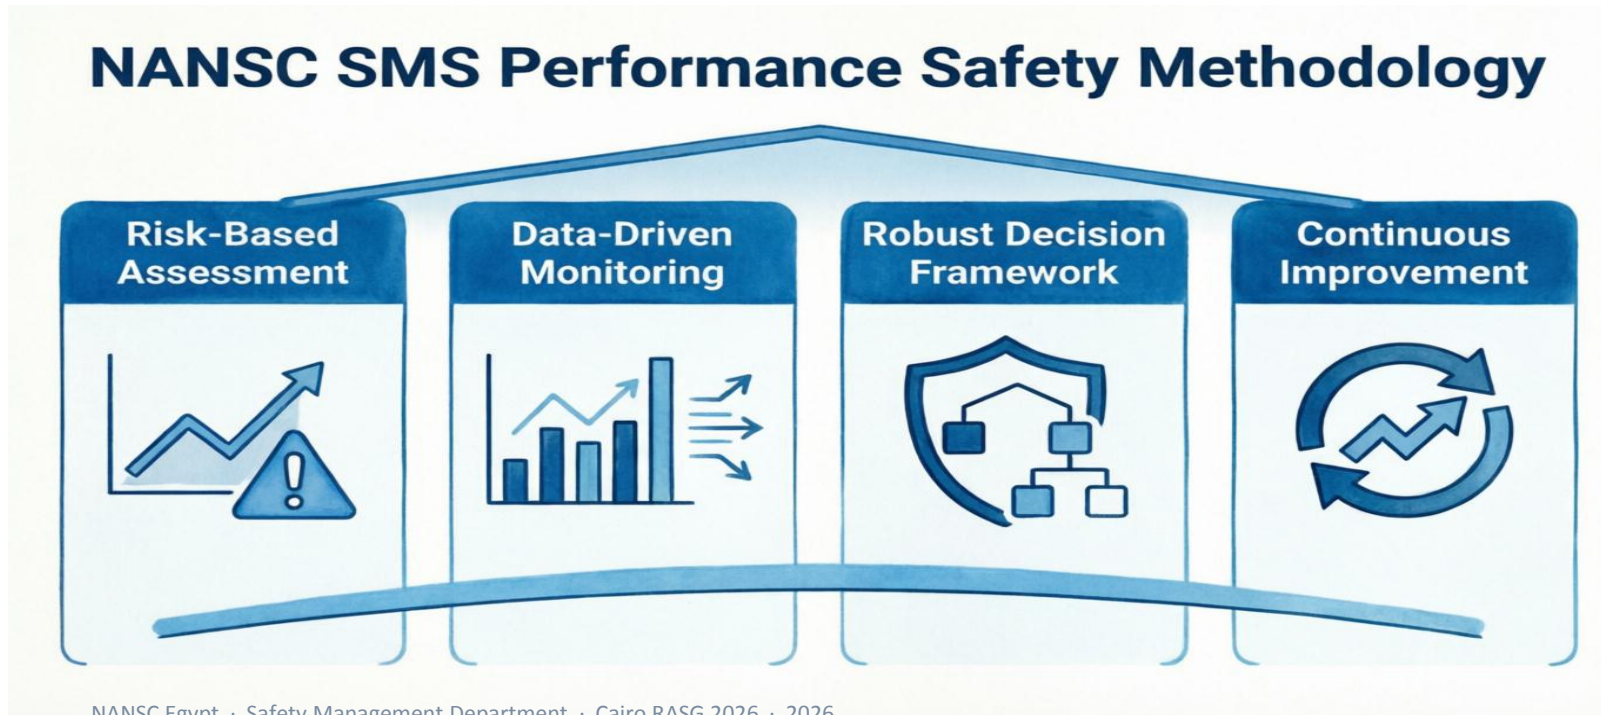 NANSC SMS Performance Safety Methodology
Risk-Based
Assessment
Data-Driven
Monitoring
Robust Decision
Framework
Continuous
Improvement
NANSC Egypt · Safety Management Department · Cairo RASG 2026 · 2026